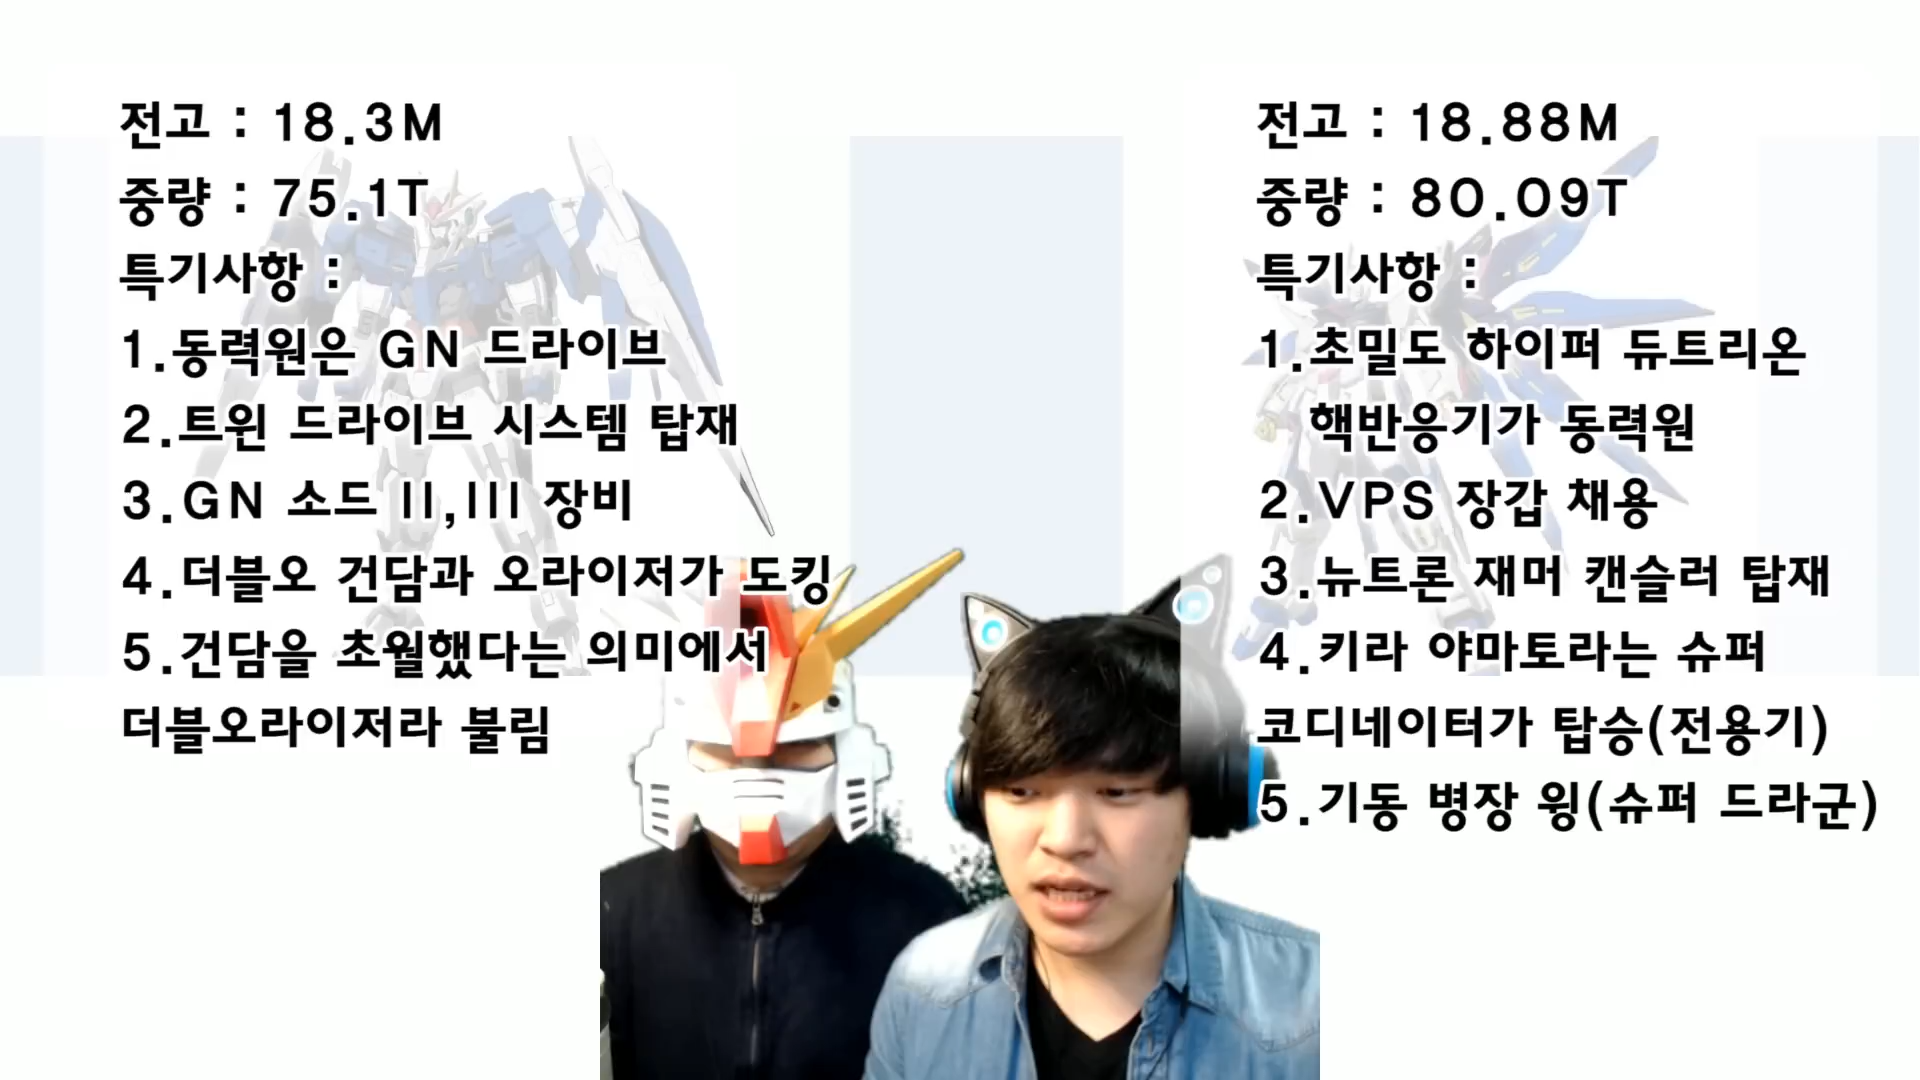 전고 : 18.3M
중량 : 75.1T
특기사항 :
1.동력원은 GN 드라이브
2.트윈 드라이브 시스템 탑재
3.GN 소드 II,III 장비
4.더블오 건담과 오라이저가 도킹
5.건담을 초월했다는 의미에서
더블오라이저라 불림
전고 : 18.88M
중량 : 80.09T
특기사항 :
1.초밀도 하이퍼 듀트리온
핵반응기가 동력원
2.VPS 장갑 채용
3.뉴트론 재머 캔슬러 탑재
4.키라 야마토라는 슈퍼
코디네이터가 탑승(전용기)
5.기동 병장 윙(슈퍼 드라군)